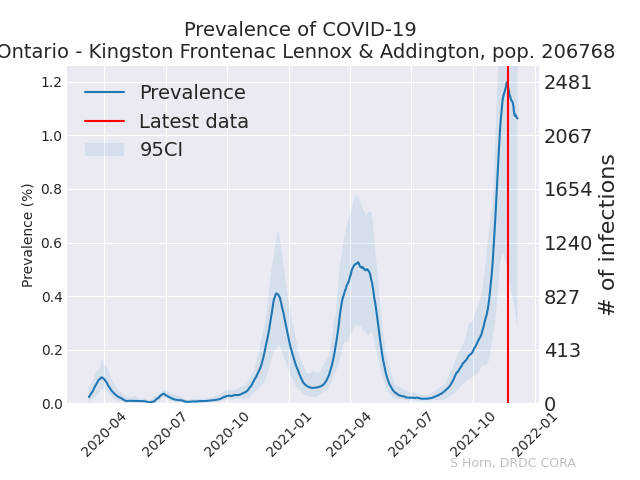 Prevalence of COVID-19
Ontario - Kingston Frontenac Lennox & Addington, pop. 206768
Prevalence
Latest data
95CI
Prevalence (%)
1.2
1.0
0.8
0.6
0.4
0.2
0.0
2481
2067
1654
1240
827
413
0
# of infections
2020-04
2020-07
2020-10
2021-01
2021-04
2021-07
2021-10
2022-01
S Horn, DRDC CORA